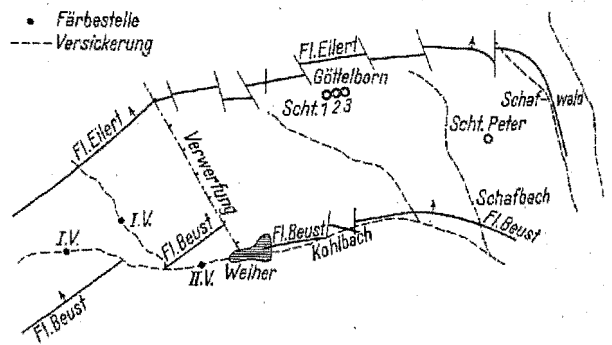 Färbestelle
Versickerung
Fl. Eilert
Göttelborn
Scht. 1 2 3
Schaf-
wald
Scht. Peter
Fl. Eilert
Verwerfung
I.V.
I.V.
Fl. Beust
II.V.
Weiher
Fl. Beust
Kohlbach
Schafbach
Fl. Beust
Fl. Beust